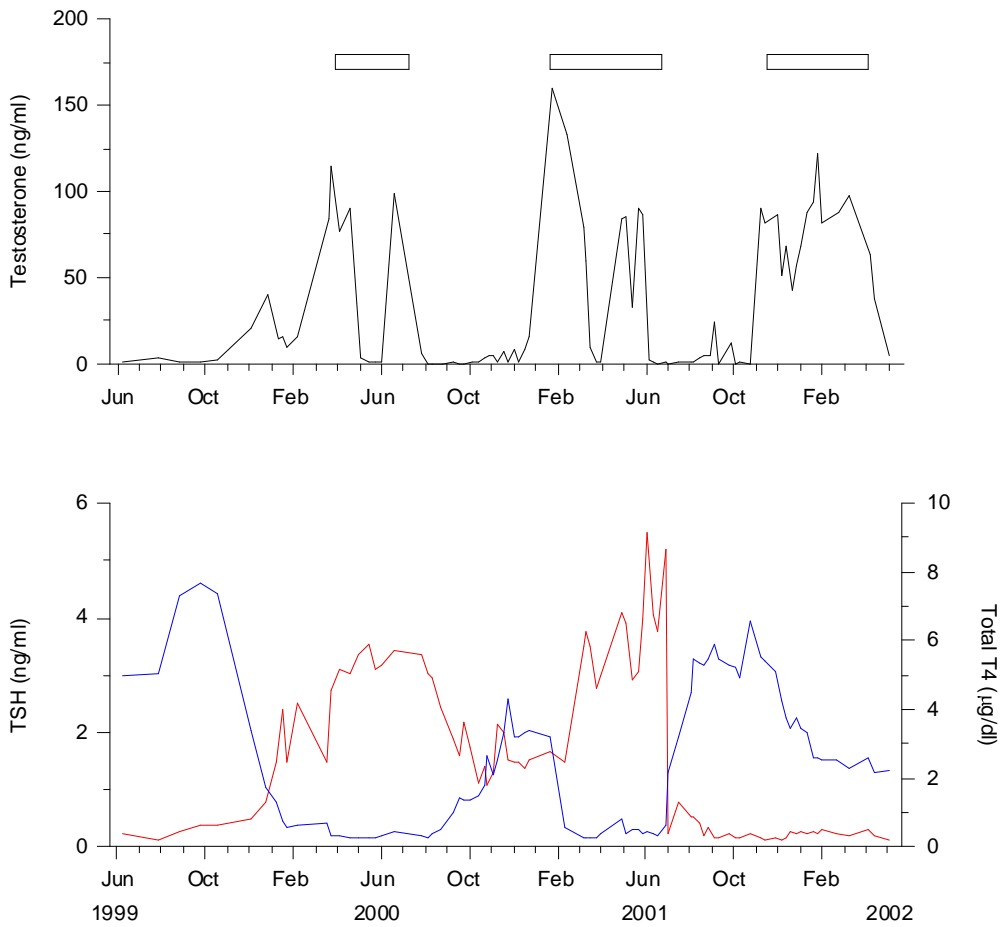 200
150
100
50
0
Testosterone (ng/ml)
Jun Oct Feb Jun Oct Feb Jun Oct Feb
6
4
2
0
TSH (ng/ml)
10
8
6
4
2
0
Total T4 (µg/dl)
Jun Oct Feb Jun Oct Feb Jun Oct Feb
1999 2000 2001 2002